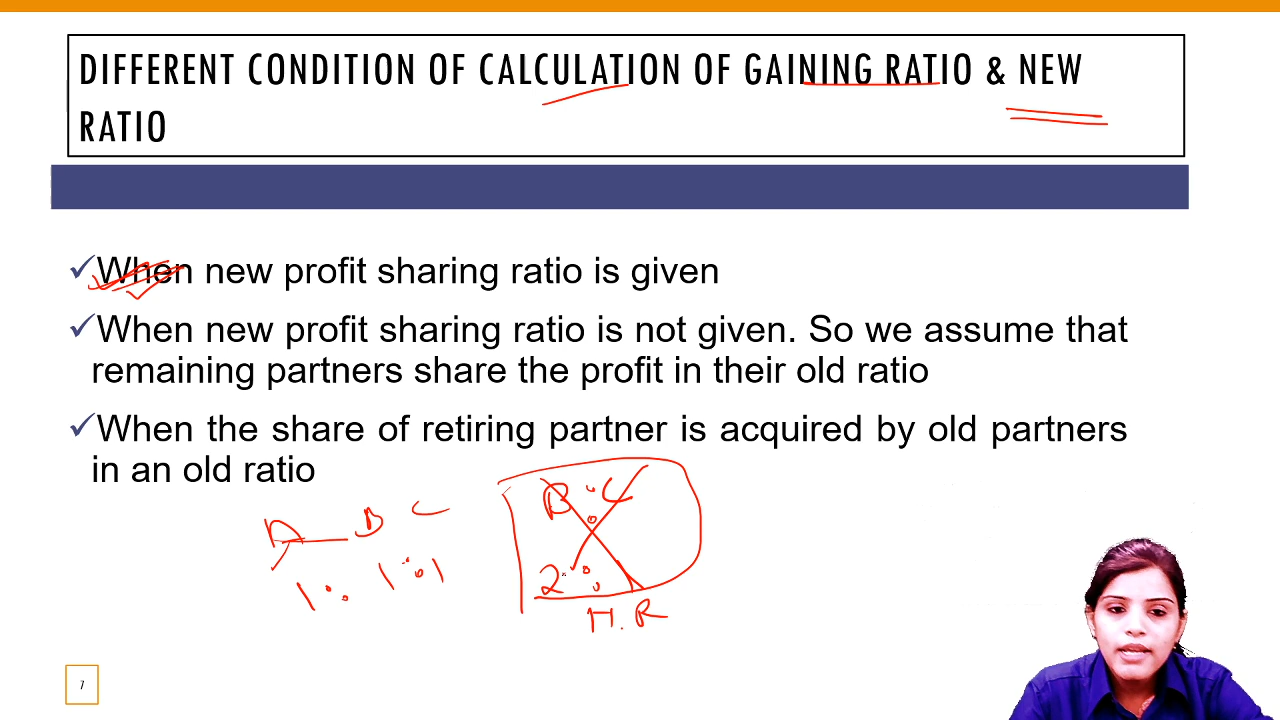 DIFFERENT CONDITION OF CALCULATION OF GAINING RATIO & NEW
RATIO
✓When new profit sharing ratio is given
✓When new profit sharing ratio is not given. So we assume that
remaining partners share the profit in their old ratio
✓When the share of retiring partner is acquired by old partners
in an old ratio
A B C
1 : 1 : 1
B : C
2 :
7